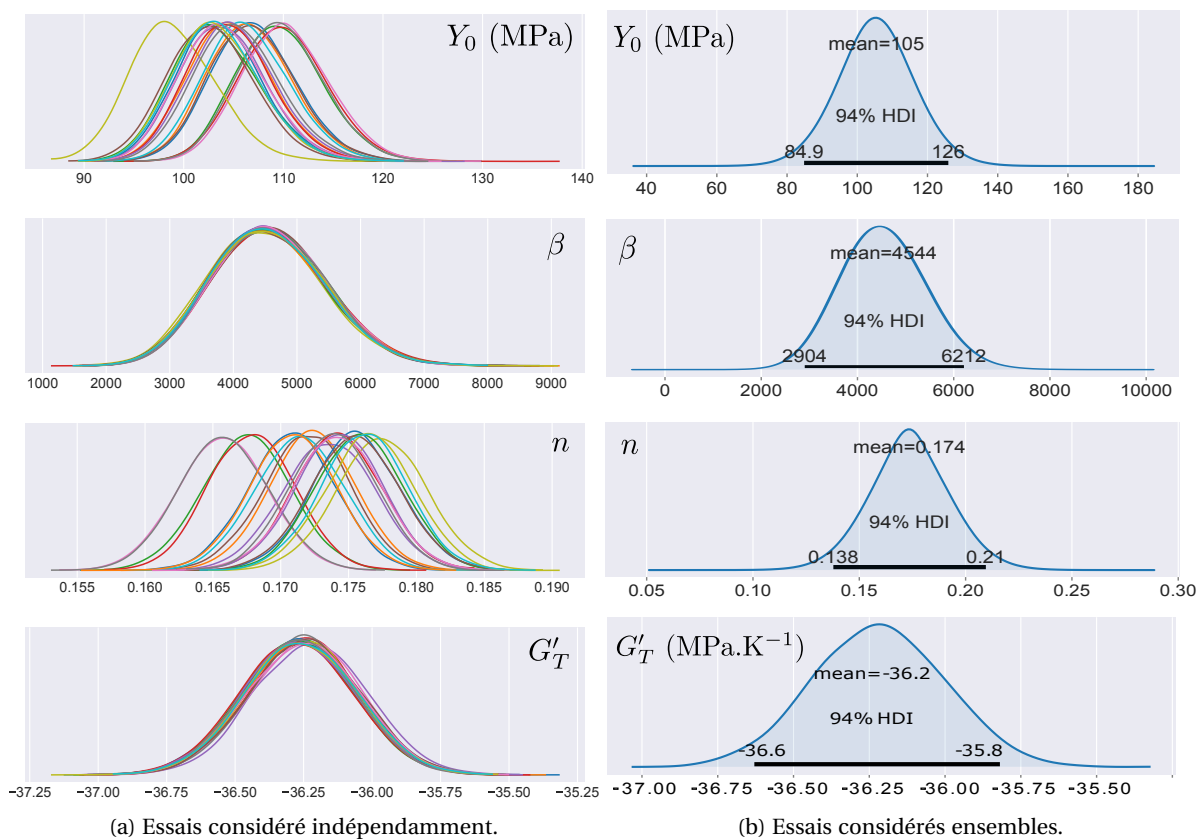 Y₀ (MPa)
90 100 110 120 130 140
β
1000 2000 3000 4000 5000 6000 7000 8000 9000
n
0.155 0.160 0.165 0.170 0.175 0.180 0.185 0.190
G′_T
−37.25 −37.00 −36.75 −36.50 −36.25 −36.00 −35.75 −35.50 −35.25
(a) Essais considéré indépendamment.
Y₀ (MPa)
mean=105
94% HDI
84.9 126
40 60 80 100 120 140 160 180
β
mean=4544
94% HDI
2904 6212
0 2000 4000 6000 8000 10000
n
mean=0.174
94% HDI
0.138 0.21
0.05 0.10 0.15 0.20 0.25 0.30
G′_T (MPa.K⁻¹)
mean=-36.2
94% HDI
-36.6 -35.8
-37.00 -36.75 -36.50 -36.25 -36.00 -35.75 -35.50
(b) Essais considérés ensembles.